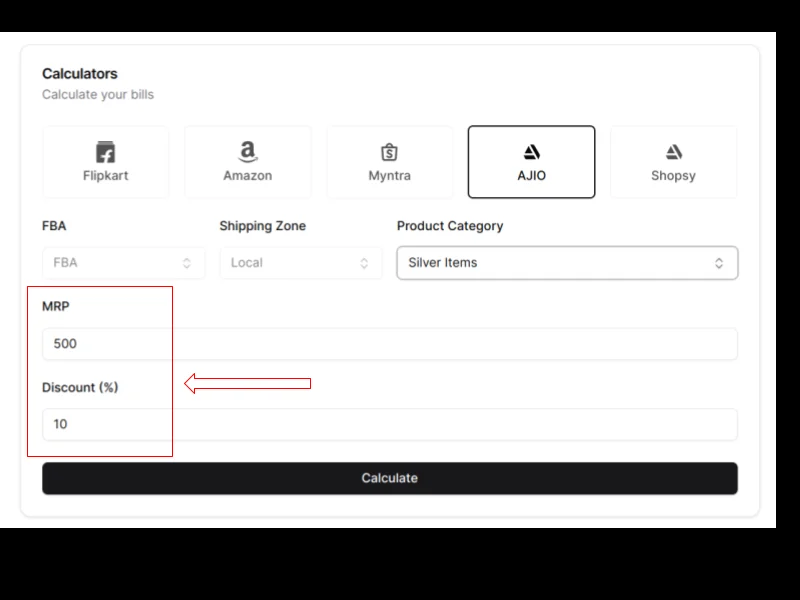 Calculators
Calculate your bills
Flipkart
Amazon
Myntra
AJIO
Shopsy
FBA
Shipping Zone
Product Category
FBA
Local
Silver Items
MRP
500
Discount (%)
10
Calculate